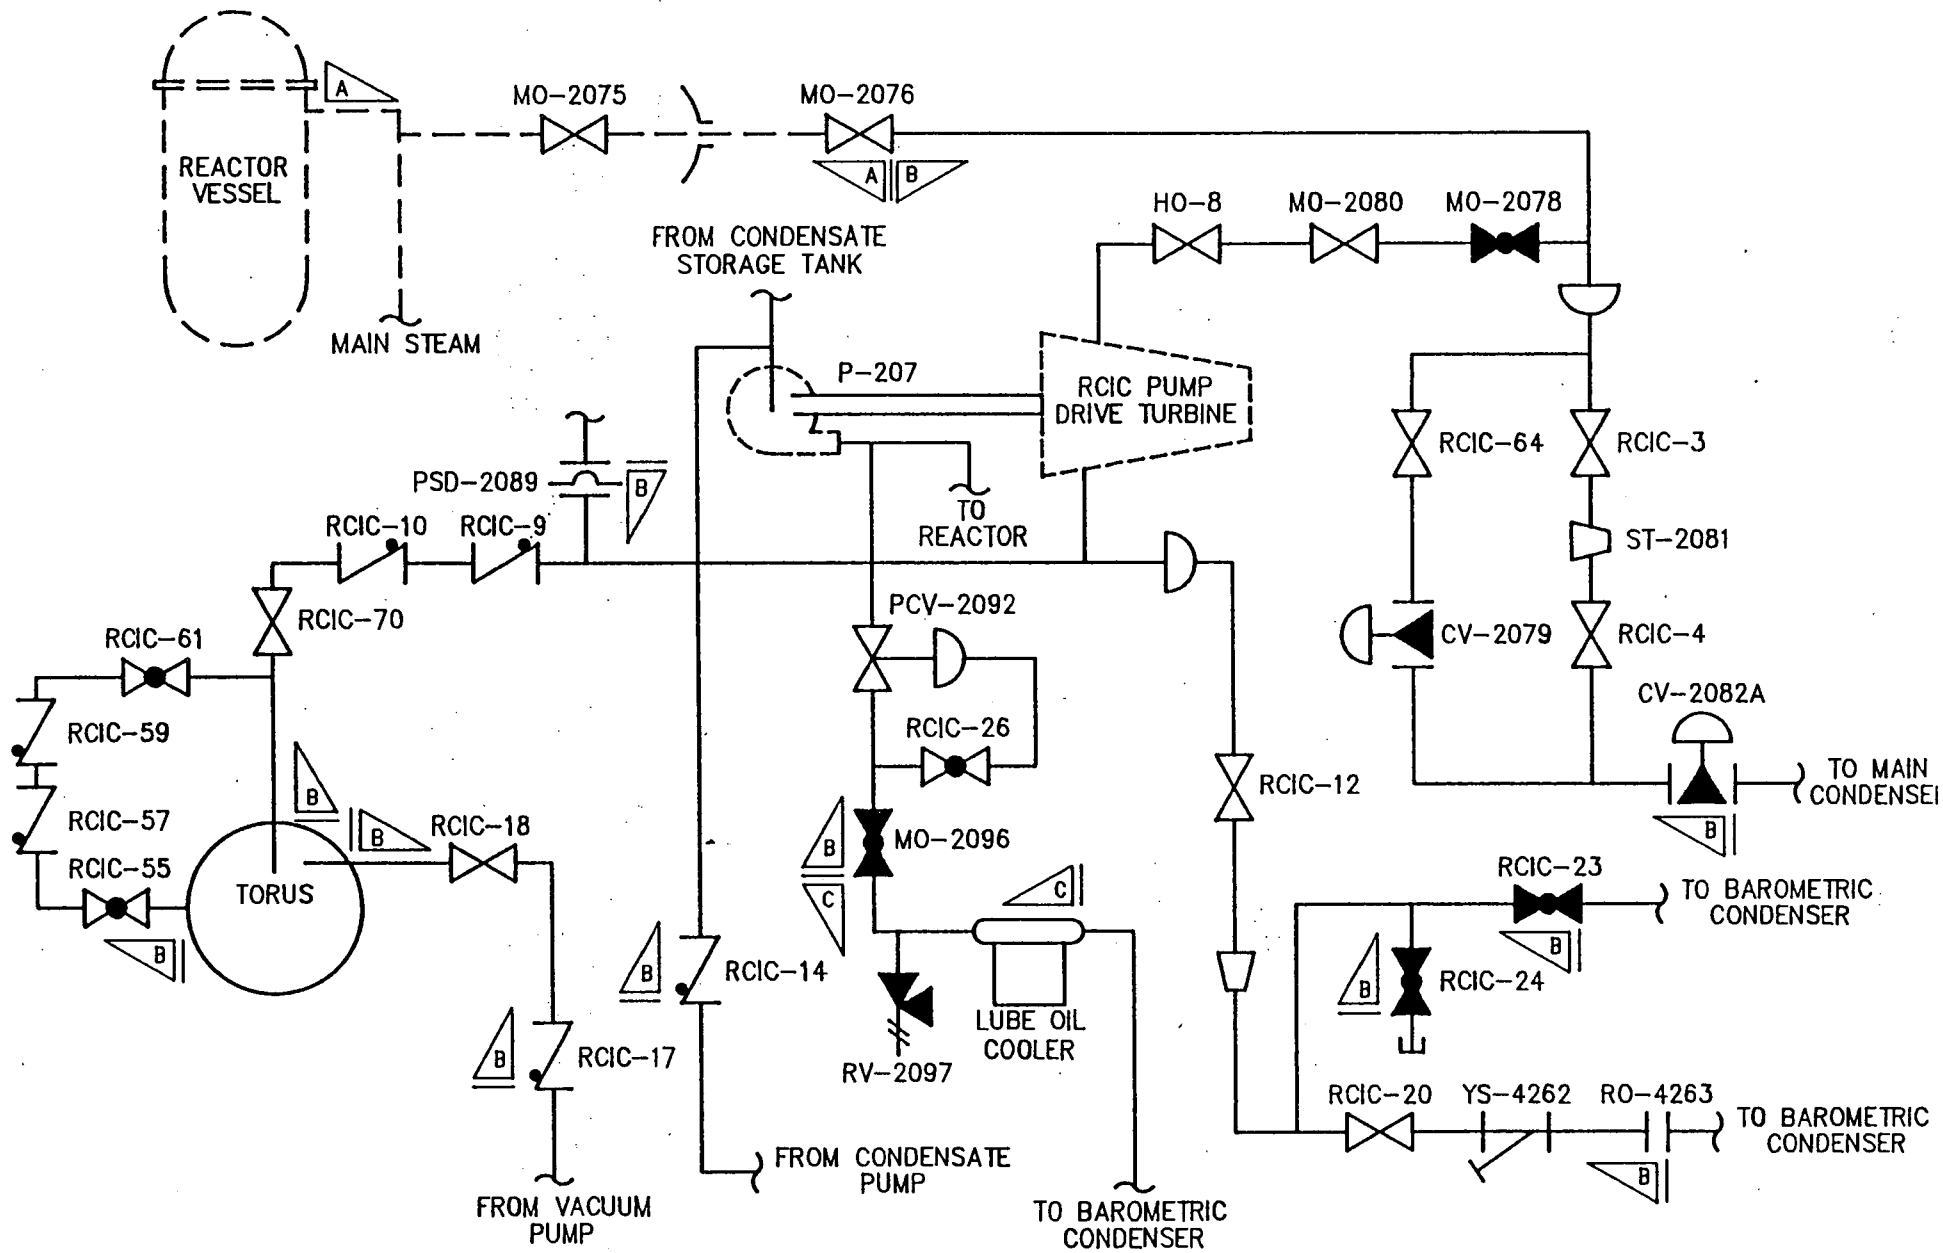 A
MO-2075
MO-2076
REACTOR
VESSEL
A
B
HO-8
MO-2080
MO-2078
FROM CONDENSATE
STORAGE TANK
MAIN STEAM
P-207
RCIC PUMP
DRIVE TURBINE
RCIC-64
RCIC-3
PSD-2089
B
TO
REACTOR
RCIC-10
RCIC-9
ST-2081
RCIC-70
PCV-2092
RCIC-61
CV-2079
RCIC-4
CV-2082A
RCIC-59
RCIC-26
RCIC-12
TO MAIN
CONDENSE
B
RCIC-57
B
RCIC-18
B
MO-2096
B
RCIC-55
TORUS
C
C
RCIC-23
TO BAROMETRIC
CONDENSER
B
B
RCIC-14
B
RCIC-24
B
LUBE OIL
COOLER
B
RCIC-17
RV-2097
RCIC-20
YS-4262
RO-4263
TO BAROMETRIC
CONDENSER
B
FROM CONDENSATE
PUMP
FROM VACUUM
PUMP
TO BAROMETRIC
CONDENSER